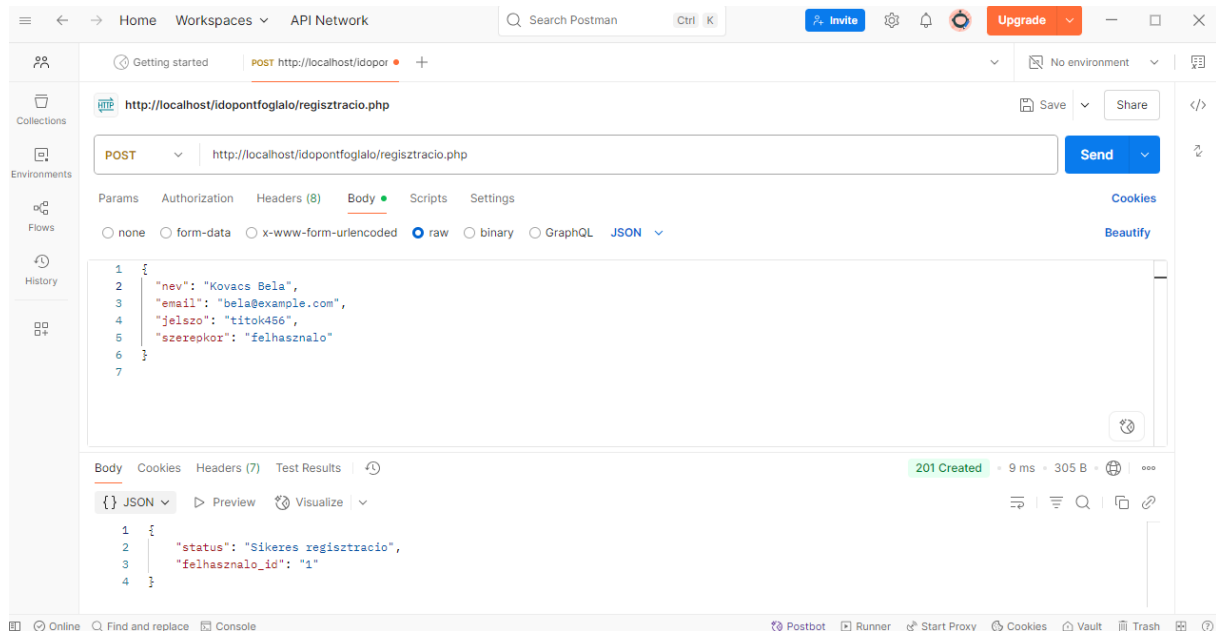 Home Workspaces API Network Search Postman Ctrl K Invite Upgrade
Getting started POST http://localhost/idopor No environment
HTTP http://localhost/idopontfoglalo/regisztracio.php Save Share
Collections
POST http://localhost/idopontfoglalo/regisztracio.php Send
Environments
Params Authorization Headers (8) Body Scripts Settings Cookies
Flows
none form-data x-www-form-urlencoded raw binary GraphQL JSON Beautify
History
1 {
2 "nev": "Kovacs Bela",
3 "email": "bela@example.com",
4 "jelszo": "titok456",
5 "szerepkor": "felhasznalo"
6 }
7
Body Cookies Headers (7) Test Results 201 Created 9 ms 305 B
{} JSON Preview Visualize
1 {
2 "status": "Sikeres regisztracio",
3 "felhasznalo_id": "1"
4 }
Online Find and replace Console Postbot Runner Start Proxy Cookies Vault Trash